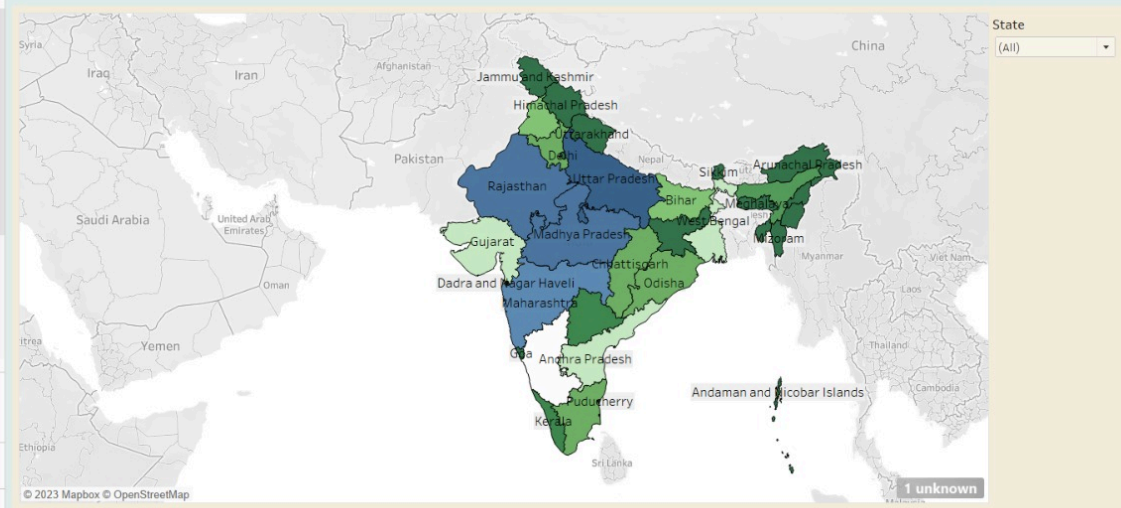 State
(All)
China
Syria
Iraq
Iran
Afghanistan
Jammu and Kashmir
Himachal Pradesh
Uttarakhand
Delhi
Pakistan
Nepal
Sikkim
Arunachal Pradesh
Rajasthan
Uttar Pradesh
Bihar
Meghalaya
Saudi Arabia
United Arab
Emirates
West Bengal
Gujarat
Madhya Pradesh
Mizoram
Myanmar
Viet Nam
Chhattisgarh
Oman
Dadra and Nagar Haveli
Odisha
Laos
Maharashtra
Yemen
Thailand
Goa
Andhra Pradesh
Cambodia
Andaman and Nicobar Islands
Puducherry
Kerala
Ethiopia
Sri Lanka
1 unknown
© 2023 Mapbox © OpenStreetMap